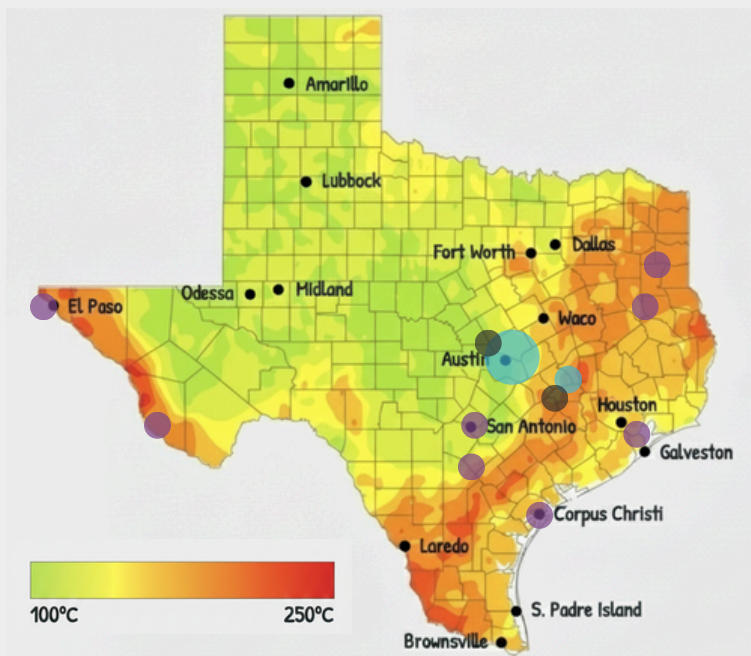 Amarillo
Lubbock
Dallas
Fort Worth
Odessa
Midland
El Paso
Waco
Austin
Houston
San Antonio
Galveston
Corpus Christi
Laredo
S. Padre Island
Brownsville
100°C
250°C